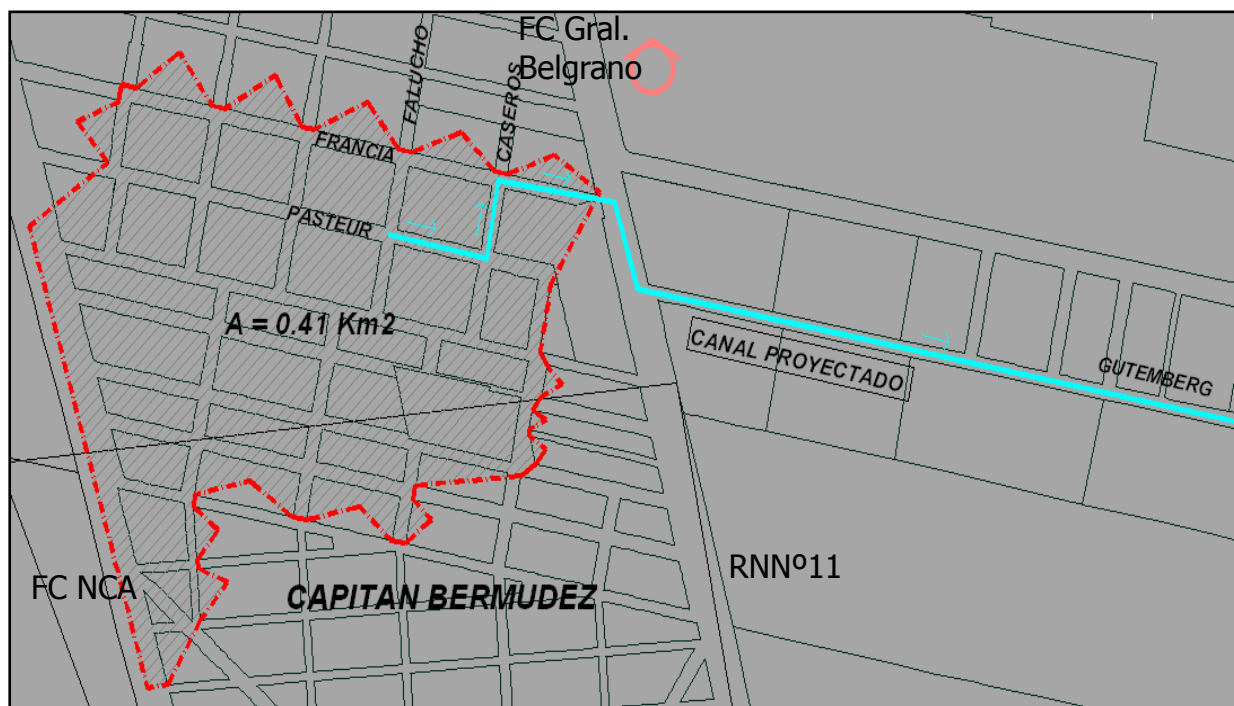 FC Gral.
Belgrano
FALUCHO
CASEROS
FRANCIA
PASTEUR
A = 0.41 Km2
CANAL PROYECTADO
GUTEMBERG
RNNº11
FC NCA
CAPITAN BERMUDEZ